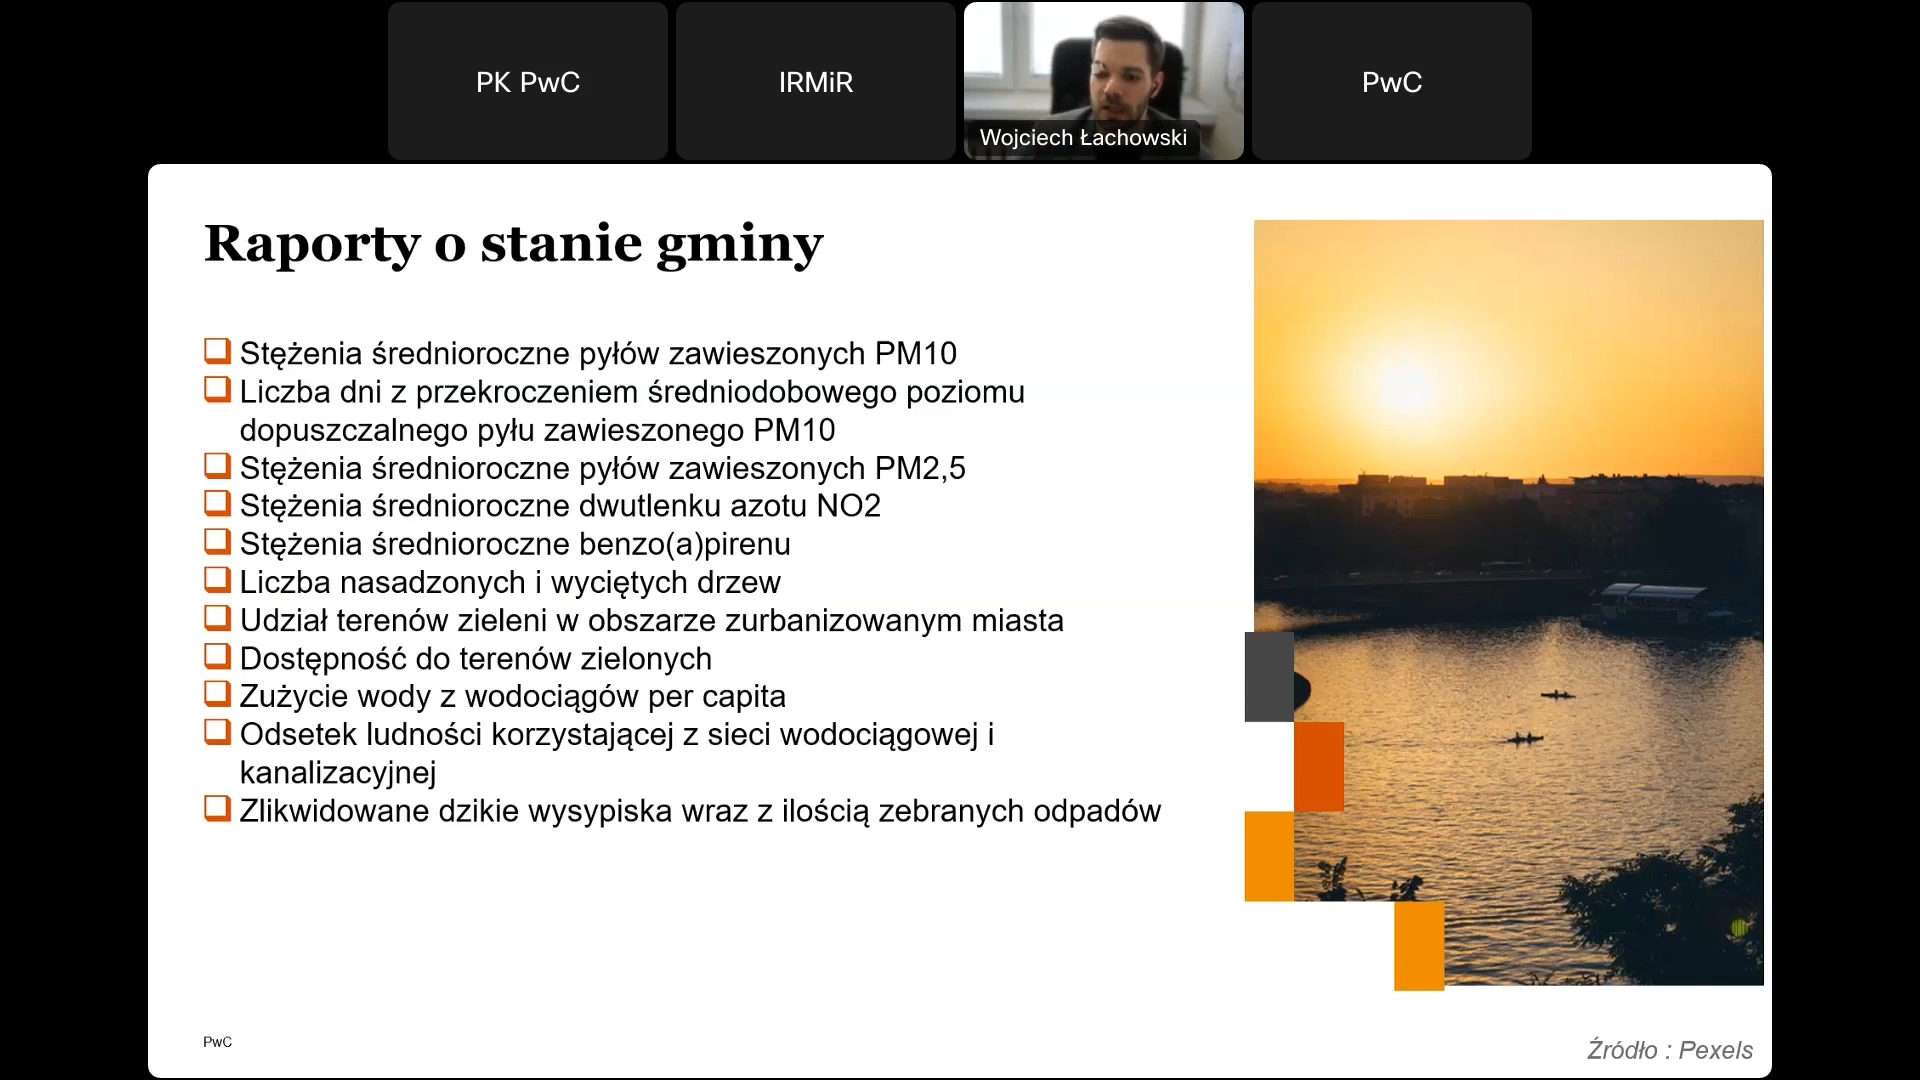 PK PwC
IRMiR
Wojciech Łachowski
PwC
Raporty o stanie gminy
Stężenia średnioroczne pyłów zawieszonych PM10
Liczba dni z przekroczeniem średniodobowego poziomu
dopuszczalnego pyłu zawieszonego PM10
Stężenia średnioroczne pyłów zawieszonych PM2,5
Stężenia średnioroczne dwutlenku azotu NO2
Stężenia średnioroczne benzo(a)pirenu
Liczba nasadzonych i wyciętych drzew
Udział terenów zieleni w obszarze zurbanizowanym miasta
Dostępność do terenów zielonych
Zużycie wody z wodociągów per capita
Odsetek ludności korzystającej z sieci wodociągowej i
kanalizacyjnej
Zlikwidowane dzikie wysypiska wraz z ilością zebranych odpadów
PwC
Źródło : Pexels